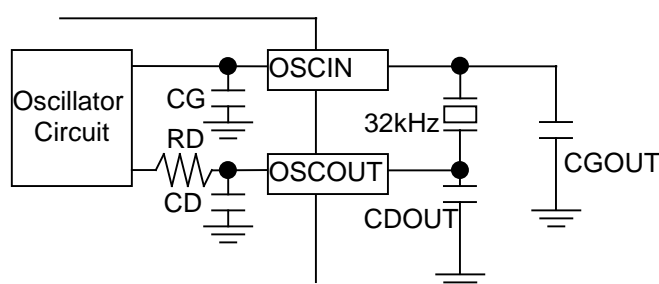 OSCIN
Oscillator
Circuit
CG
32kHz
RD
CGOUT
OSCOUT
CD
CDOUT